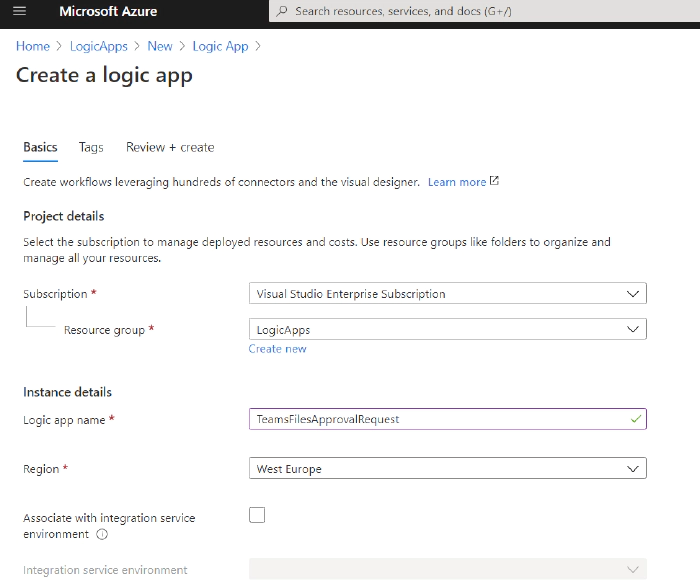 Microsoft Azure
Search resources, services, and docs (G+/)
Home > LogicApps > New > Logic App >
Create a logic app
Basics Tags Review + create
Create workflows leveraging hundreds of connectors and the visual designer. Learn more
Project details
Select the subscription to manage deployed resources and costs. Use resource groups like folders to organize and
manage all your resources.
Subscription *
Visual Studio Enterprise Subscription
Resource group *
LogicApps
Create new
Instance details
Logic app name *
TeamsFilesApprovalRequest
Region *
West Europe
Associate with integration service
environment
Integration service environment